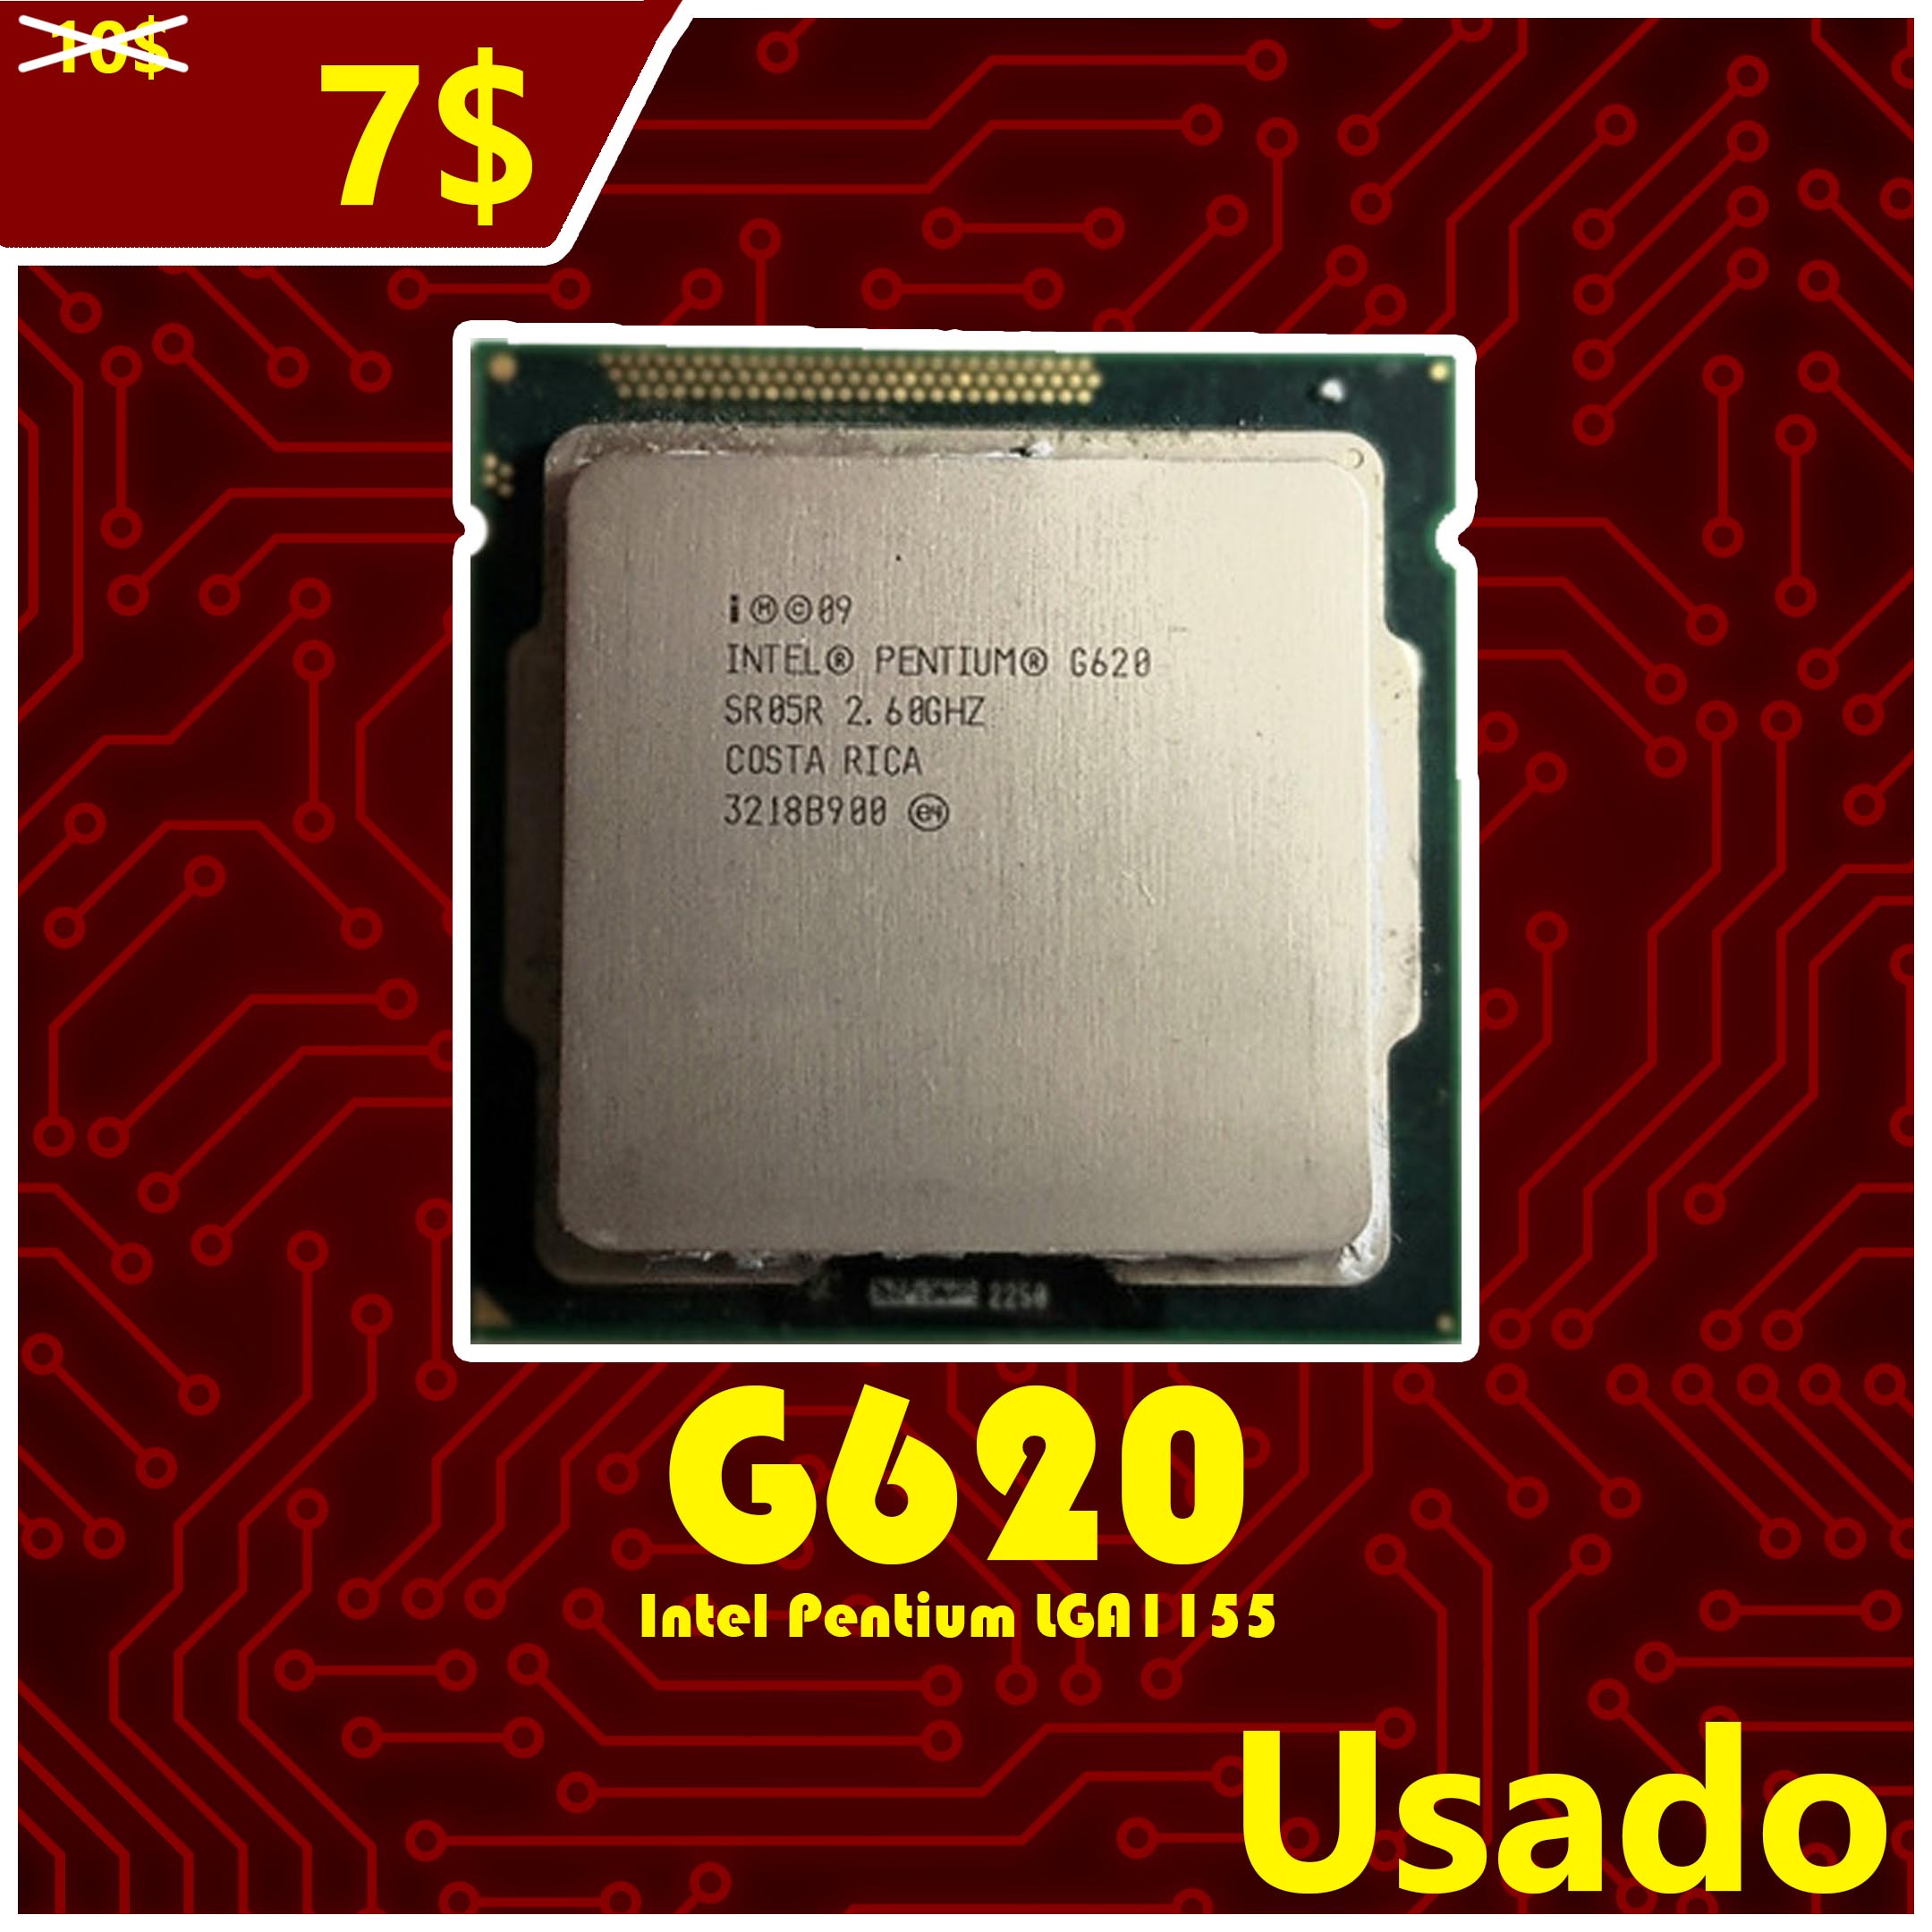 10$
7$
i Ⓜ © 09
INTEL® PENTIUM® G620
SR05R 2.60GHZ
COSTA RICA
3218B900 e4
2250
G620
Intel Pentium LGA1155
Usado